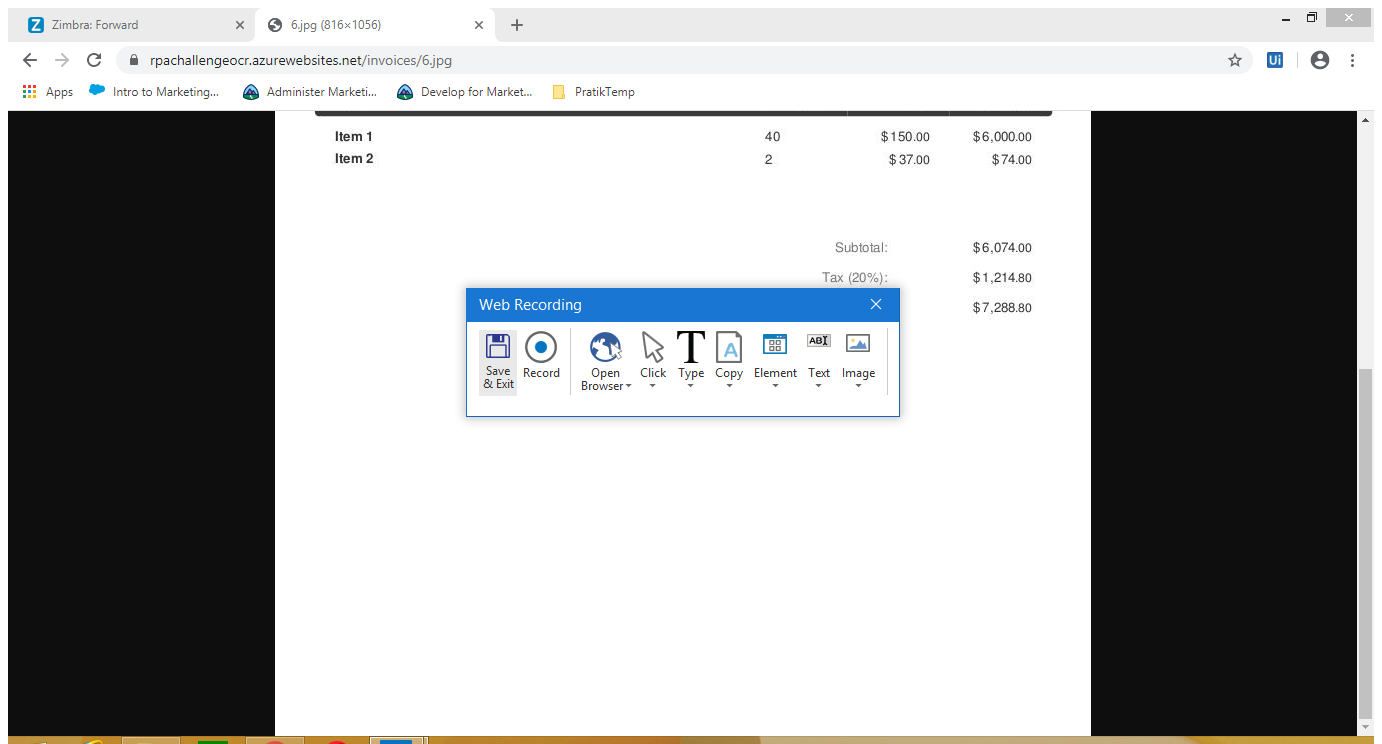 Zimbra: Forward
6.jpg (816×1056)
rpachallengeocr.azurewebsites.net/invoices/6.jpg
Ui
Apps Intro to Marketing... Administer Marketi... Develop for Market... PratikTemp
Item 1 40 $150.00 $6,000.00
Item 2 2 $37.00 $74.00
Subtotal: $6,074.00
Tax (20%): $1,214.80
$7,288.80
Web Recording
Save & Exit
Record
Open Browser
Click
Type
Copy
Element
Text
Image